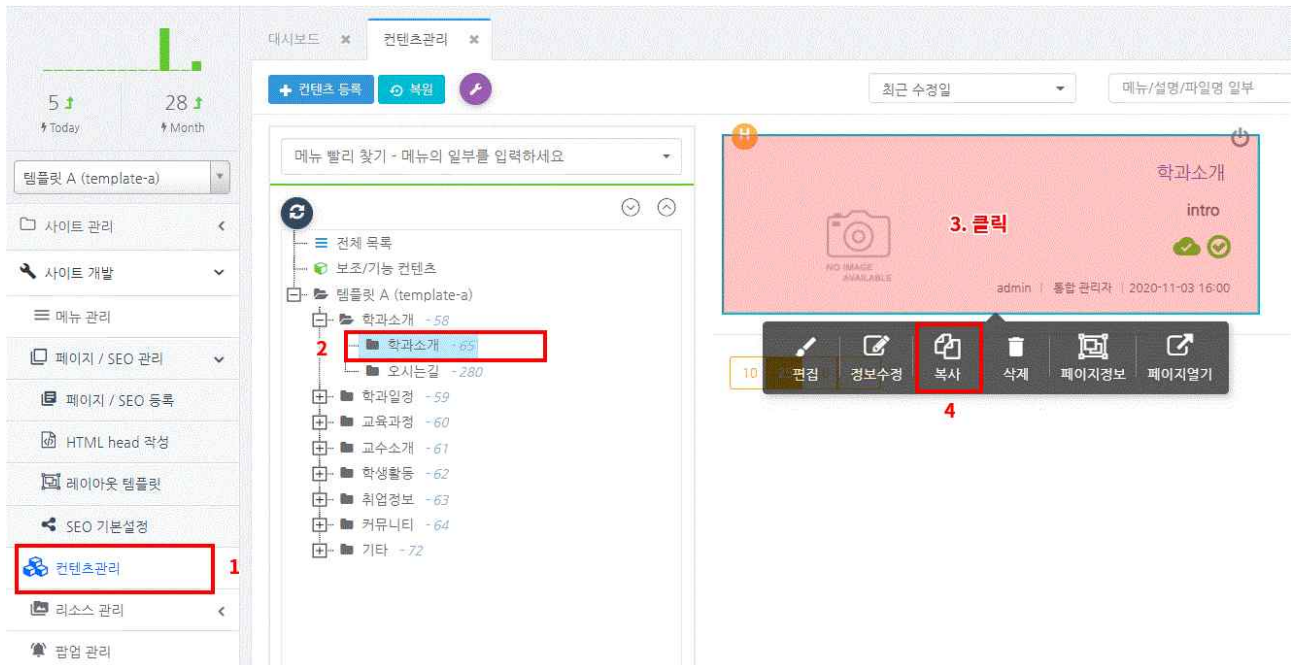 대시보드 ✖ 컨텐츠관리 ✖
5 28
Today Month
템플릿 A (template-a)
사이트 관리
사이트 개발
메뉴 관리
페이지 / SEO 관리
페이지 / SEO 등록
HTML head 작성
레이아웃 템플릿
SEO 기본설정
컨텐츠관리
1
리소스 관리
팝업 관리
컨텐츠 등록 복원
최근 수정일
메뉴/설명/파일명 일부
메뉴 빨리 찾기 - 메뉴의 일부를 입력하세요
전체 목록
보조/기능 컨텐츠
템플릿 A (template-a)
학과소개 - 58
2
학과소개 - 65
오시는길 - 280
학과일정 - 59
교육과정 - 60
교수소개 - 61
학생활동 - 62
취업정보 - 63
커뮤니티 - 64
기타 - 72
H
학과소개
intro
3. 클릭
NO IMAGE
AVAILABLE
admin | 통합 관리자 | 2020-11-03 16:00
10
편집 정보수정 복사 삭제 페이지정보 페이지열기
4